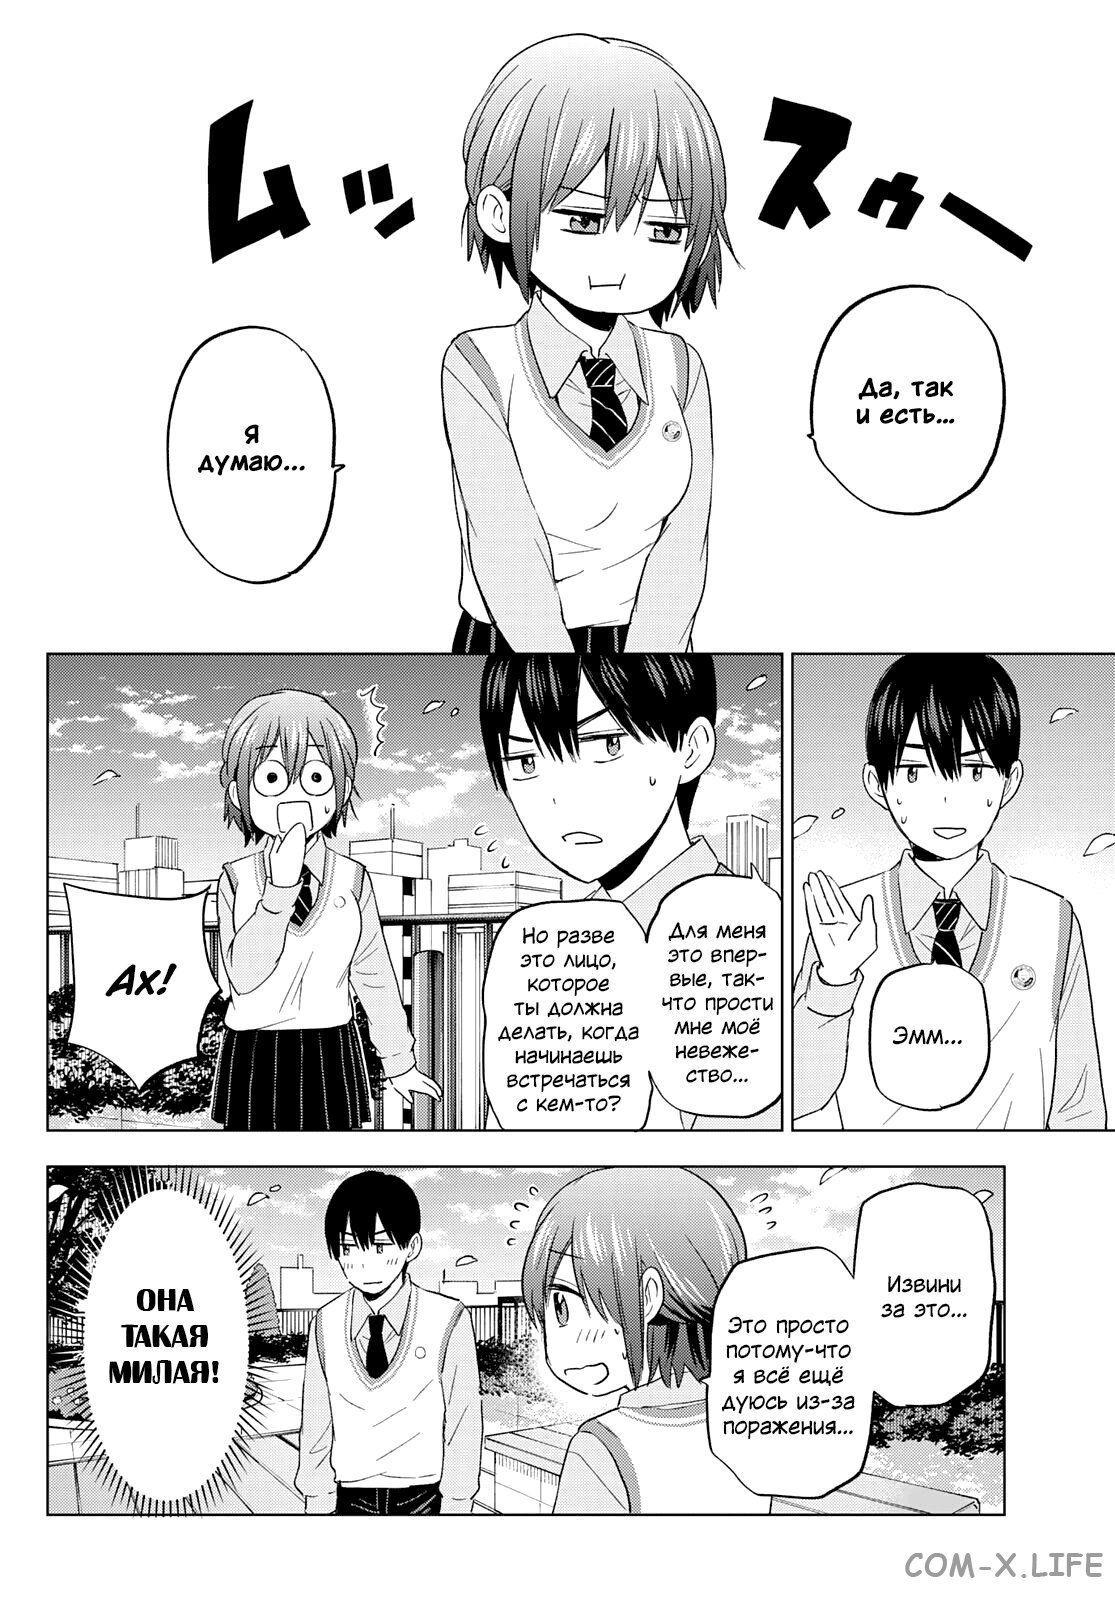 ムッ
スゥー
Да, так
и есть...
Я
думаю...
Эмм...
Для меня
это впер-
вые, так-
что прости
мне моё
невеже-
ство...
Но разве
это лицо,
которое
ты должна
делать, когда
начинаешь
встречаться
с кем-то?
Ах!
Извини
за это...
Это просто
потому-что
я всё ещё
дуюсь из-за
поражения...
ОНА
ТАКАЯ
МИЛАЯ!
COM-X.LIFE